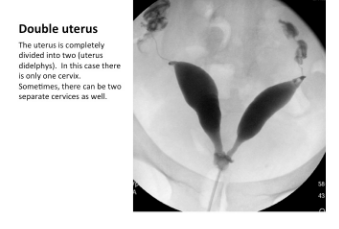 Double uterus
The uterus is completely
divided into two (uterus
didelphys). In this case there
is only one cervix.
Sometimes, there can be two
separate cervices as well.